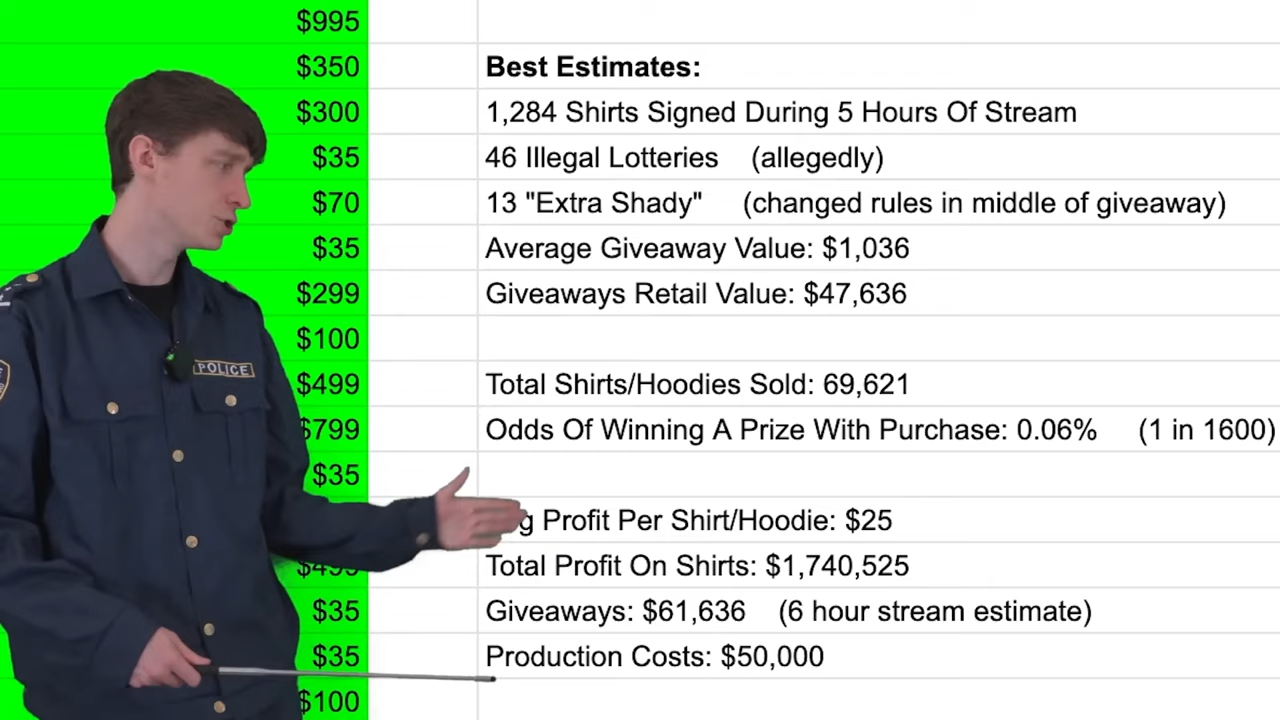 $995
$350 Best Estimates:
$300 1,284 Shirts Signed During 5 Hours Of Stream
$35 46 Illegal Lotteries (allegedly)
$70 13 "Extra Shady" (changed rules in middle of giveaway)
$35 Average Giveaway Value: $1,036
$299 Giveaways Retail Value: $47,636
$100
$499 Total Shirts/Hoodies Sold: 69,621
$799 Odds Of Winning A Prize With Purchase: 0.06% (1 in 1600)
$35
Profit Per Shirt/Hoodie: $25
Total Profit On Shirts: $1,740,525
$35 Giveaways: $61,636 (6 hour stream estimate)
$35 Production Costs: $50,000
$100
POLICE